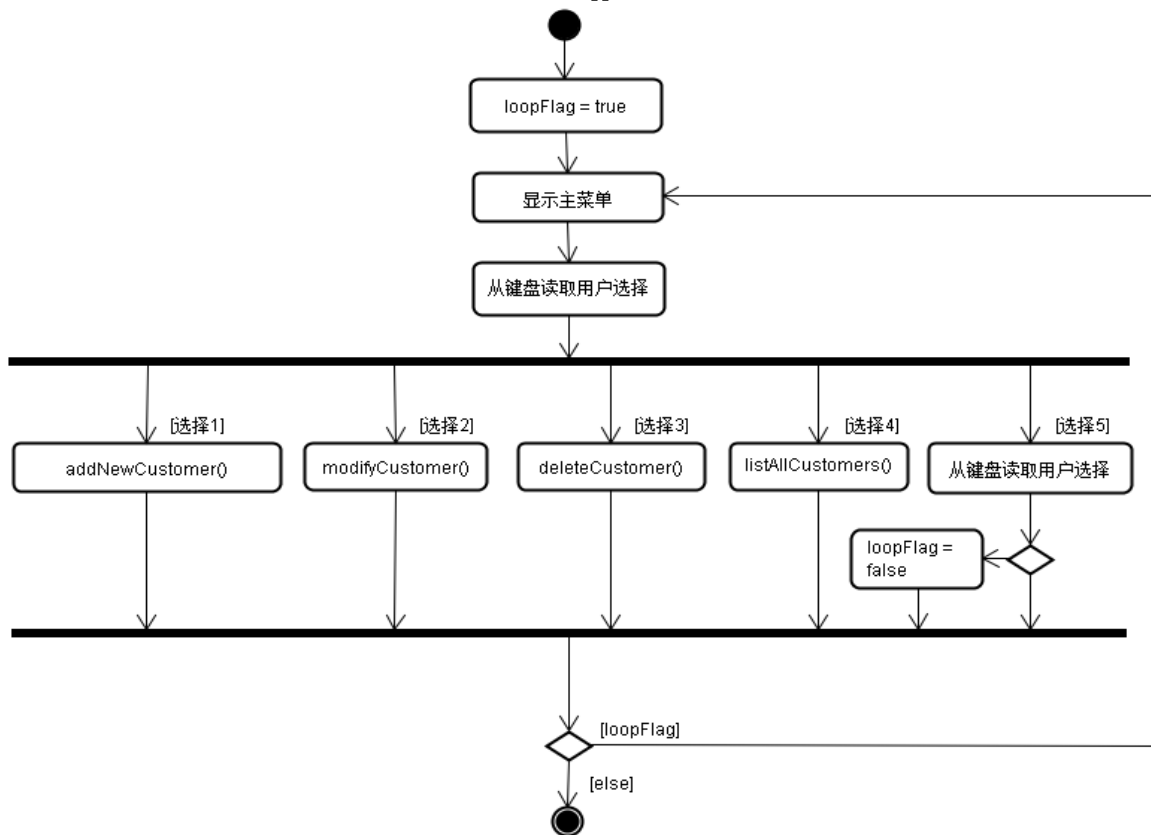 loopFlag = true
显示主菜单
从键盘读取用户选择
[选择1]
[选择2]
[选择3]
[选择4]
[选择5]
addNewCustomer()
modifyCustomer()
deleteCustomer()
listAllCustomers()
从键盘读取用户选择
loopFlag =
false
[loopFlag]
[else]